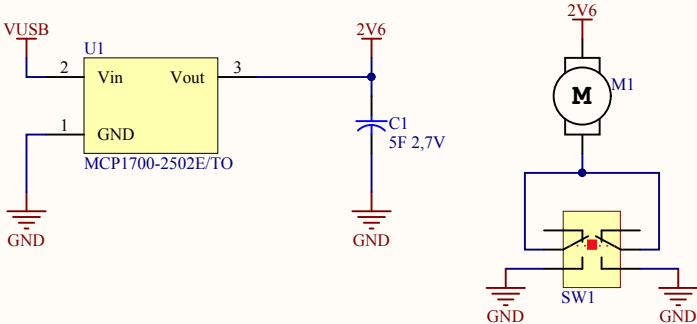 VUSB
U1
2
Vin
Vout
3
1
GND
MCP1700-2502E/TO
GND
2V6
C1
5F 2,7V
GND
2V6
M
M1
SW1
GND
GND